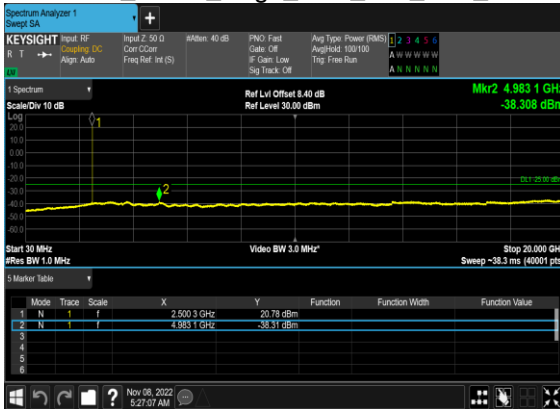 Spectrum Analyzer 1
Swept SA
+
KEYSIGHT Input: RF Input Z: 50 Ω #Atten: 40 dB PNO: Fast Avg Type: Power (RMS) 1 2 3 4 5 6
R T Coupling: DC Corr CCorr Gate: Off Avg|Hold: 100/100 A W W W W W
Align: Auto Freq Ref: Int (S) IF Gain: Low Trig: Free Run
Sig Track: Off A N N N N N
LXI
1 Spectrum Ref Lvl Offset 8.40 dB Mkr2 4.983 1 GHz
Scale/Div 10 dB Ref Level 30.00 dBm -38.308 dBm
Log
20.0
10.0
0.00
-10.0
-20.0
-30.0
-40.0
-50.0
-60.0
1
2
DL1 -25.00 dBm
Start 30 MHz Video BW 3.0 MHz* Stop 20.000 GH
#Res BW 1.0 MHz Sweep ~38.3 ms (40001 pts
5 Marker Table
Mode Trace Scale X Y Function Function Width Function Value
1 N 1 f 2.500 3 GHz 20.78 dBm
2 N 1 f 4.983 1 GHz -38.31 dBm
3
4
5
6
? Nov 08, 2022
5:27:07 AM